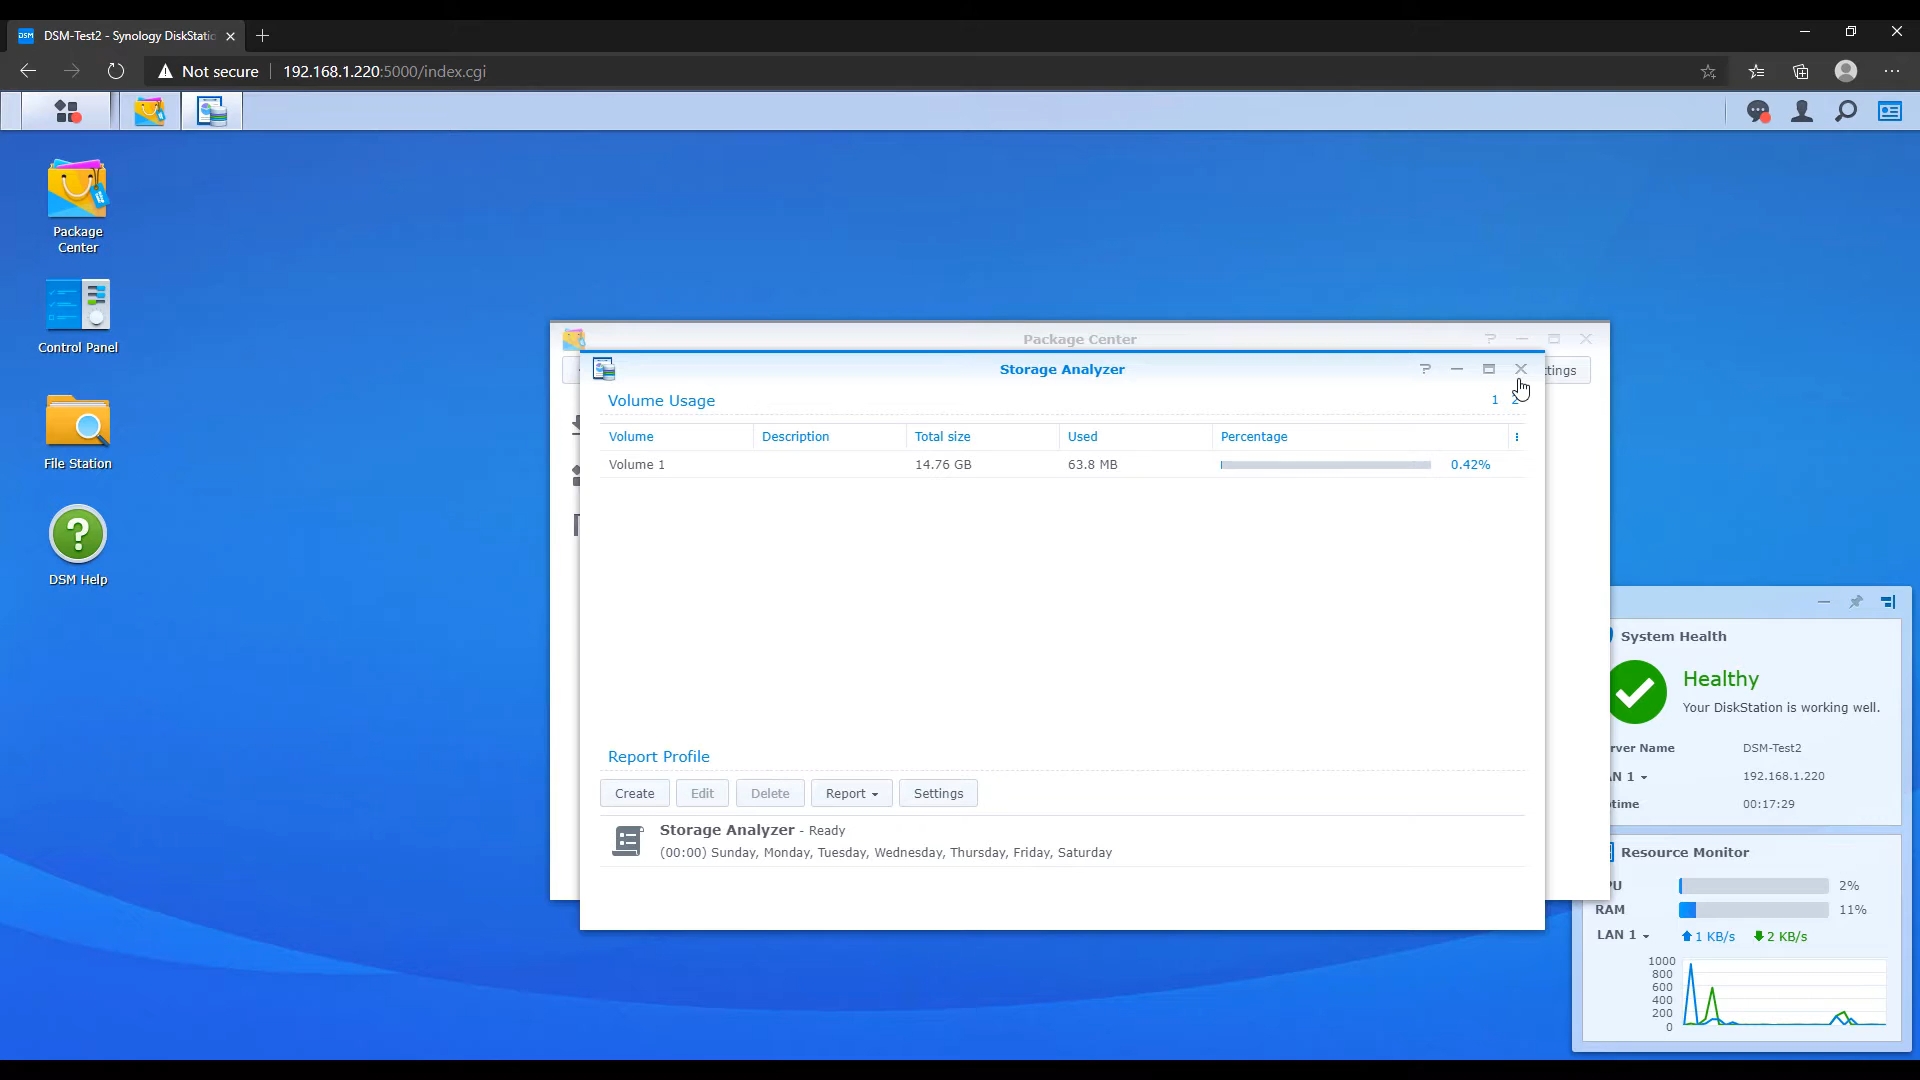 DSM-Test2 - Synology DiskStatio
Not secure
192.168.1.220:5000/index.cgi
Package
Center
Control Panel
File Station
DSM Help
Package Center
ttings
Storage Analyzer
Volume Usage
1 2
Volume Description Total size Used Percentage
Volume 1 14.76 GB 63.8 MB 0.42%
Report Profile
Create Edit Delete Report Settings
Storage Analyzer - Ready
(00:00) Sunday, Monday, Tuesday, Wednesday, Thursday, Friday, Saturday
System Health
Healthy
Your DiskStation is working well.
rver Name DSM-Test2
N 1 192.168.1.220
time 00:17:29
Resource Monitor
PU 2%
RAM 11%
LAN 1 1 KB/s 2 KB/s
1000
800
600
400
200
0